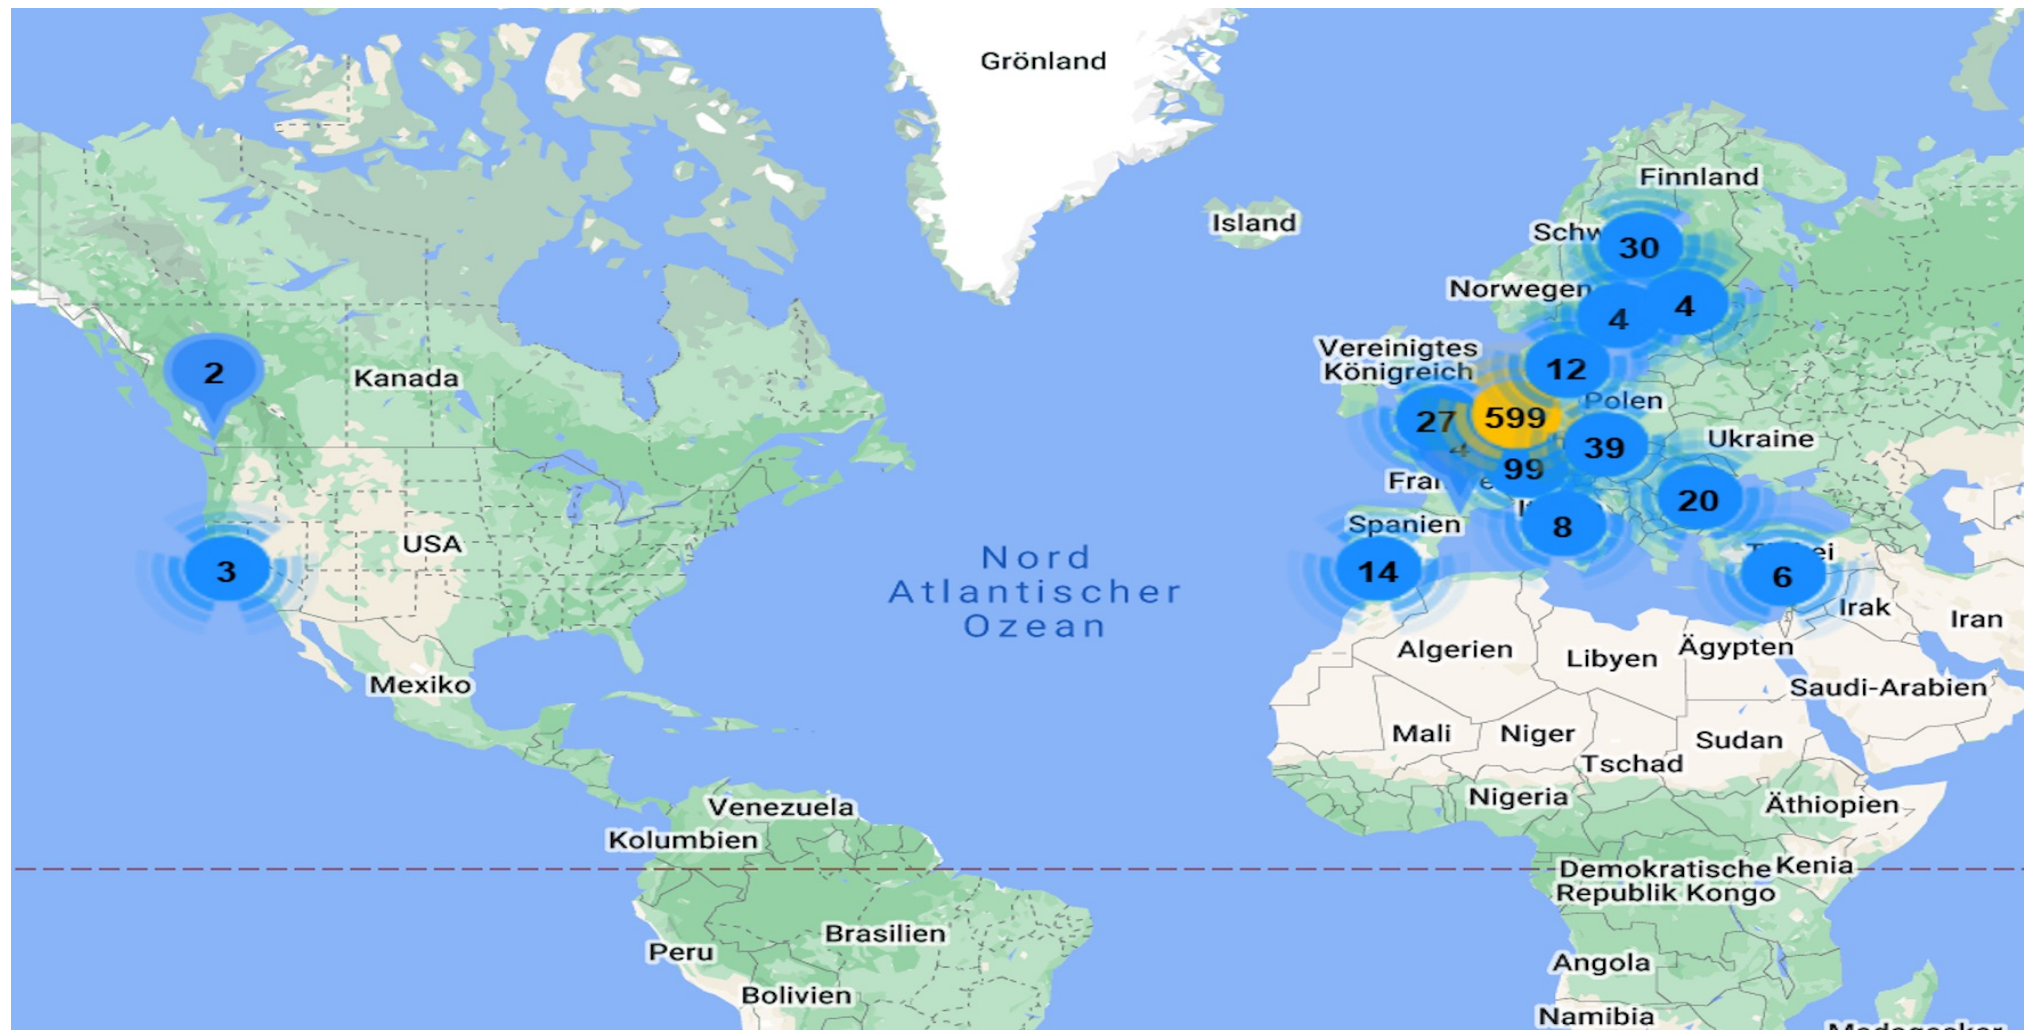 Grönland
Finnland
Island
Schw
30
Norwegen
4
4
Vereinigtes
Königreich
12
2
Kanada
Polen
27
599
Ukraine
39
4
99
20
Spanien
8
USA
14
6
3
Nord
Atlantischer
Ozean
Irak
Iran
Algerien
Libyen
Ägypten
Mexiko
Saudi-Arabien
Mali
Niger
Sudan
Tschad
Nigeria
Äthiopien
Venezuela
Kolumbien
Demokratische
Republik Kongo
Kenia
Brasilien
Peru
Angola
Bolivien
Namibia